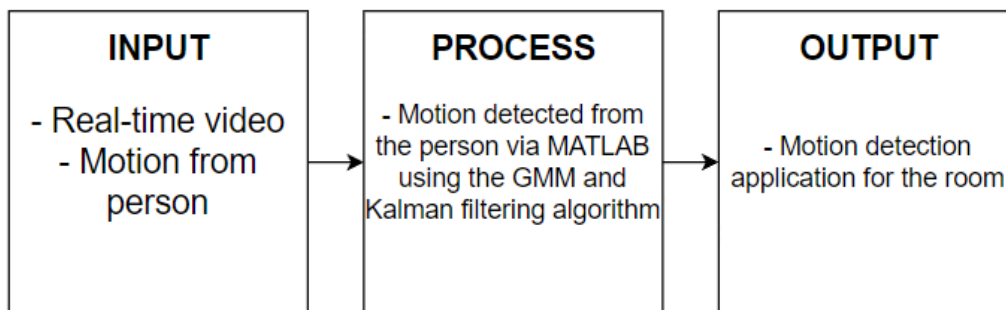 INPUT
- Real-time video
- Motion from
person
PROCESS
- Motion detected from
the person via MATLAB
using the GMM and
Kalman filtering algorithm
OUTPUT
- Motion detection
application for the room